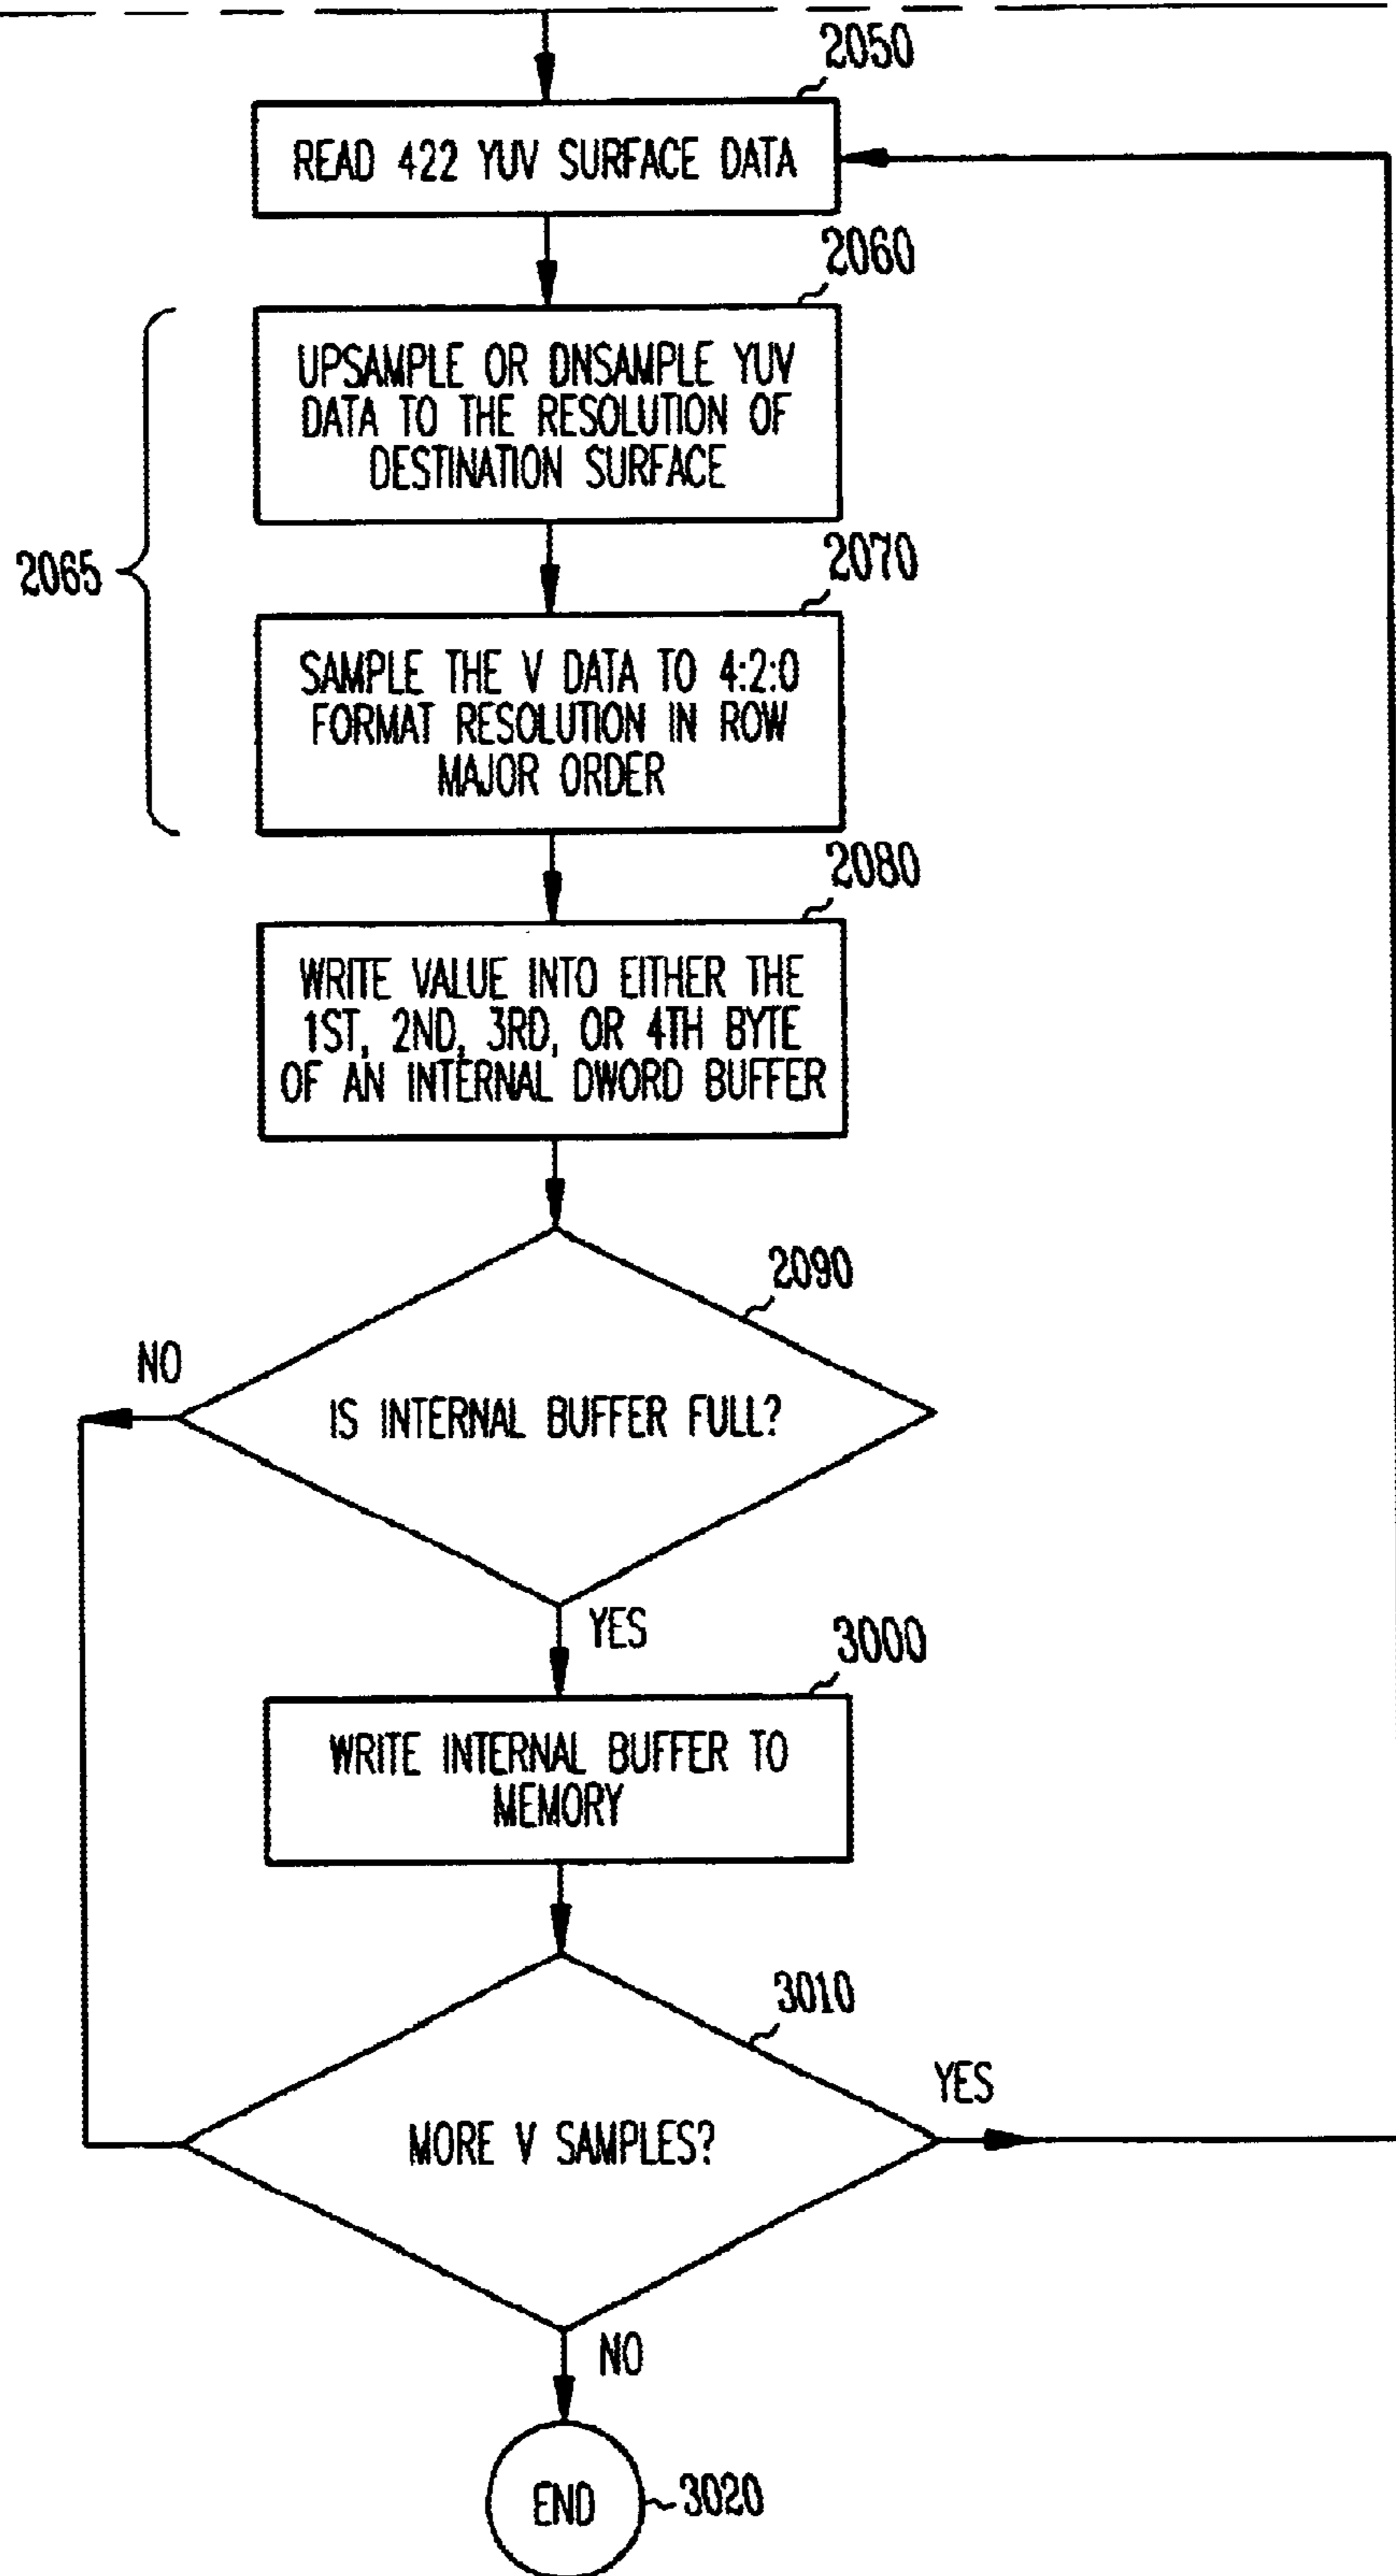 2050
READ 422 YUV SURFACE DATA
2060
UPSAMPLE OR DNSAMPLE YUV
DATA TO THE RESOLUTION OF
DESTINATION SURFACE
2065
2070
SAMPLE THE V DATA TO 4:2:0
FORMAT RESOLUTION IN ROW
MAJOR ORDER
2080
WRITE VALUE INTO EITHER THE
1ST, 2ND, 3RD, OR 4TH BYTE
OF AN INTERNAL DWORD BUFFER
2090
NO
IS INTERNAL BUFFER FULL?
YES
3000
WRITE INTERNAL BUFFER TO
MEMORY
3010
YES
MORE V SAMPLES?
NO
END
3020